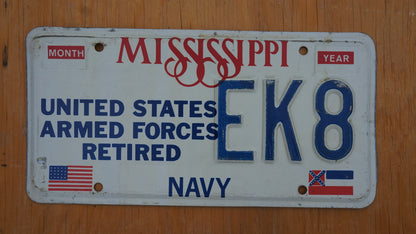 MISSISSIPPI
MONTH
YEAR
UNITED STATES
ARMED FORCES
RETIRED
EK8
NAVY